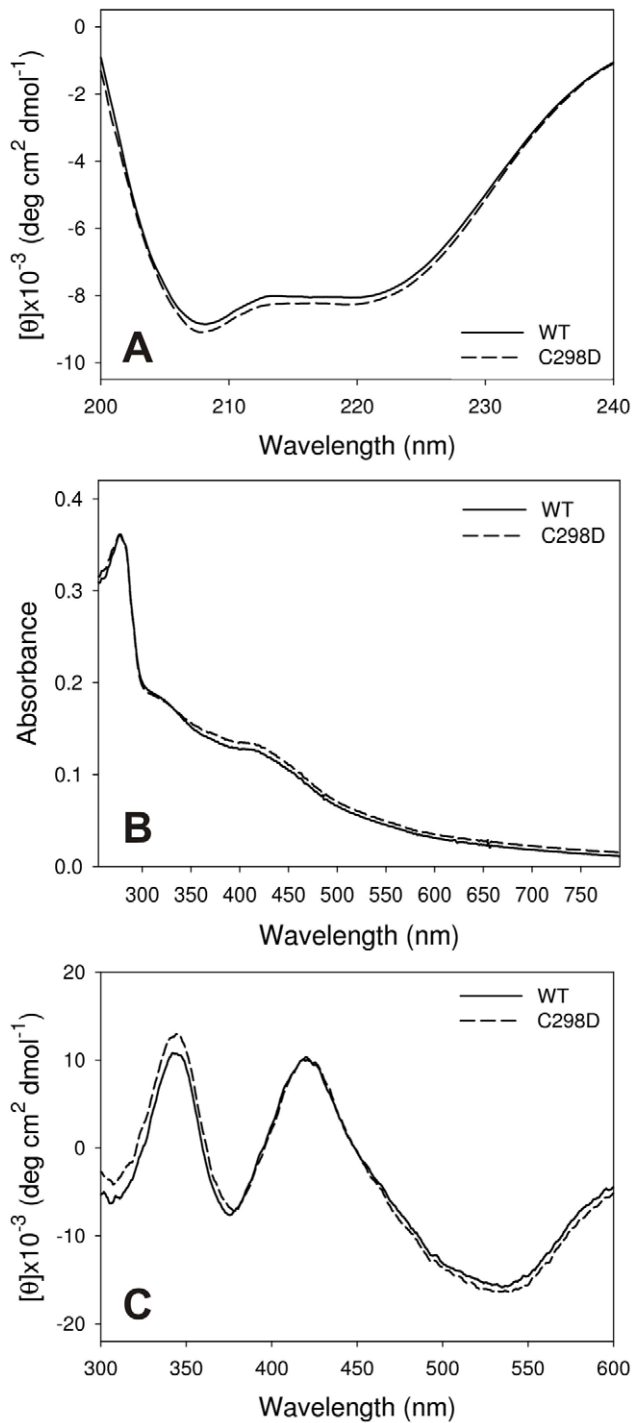 0
-2
-4
-6
-8
-10
[θ]x10⁻³ (deg cm² dmol⁻¹)
A
WT
C298D
200 210 220 230 240
Wavelength (nm)
0.4
0.3
0.2
0.1
0.0
Absorbance
B
WT
C298D
300 350 400 450 500 550 600 650 700 750
Wavelength (nm)
20
10
0
-10
-20
[θ]x10⁻³ (deg cm² dmol⁻¹)
C
WT
C298D
300 350 400 450 500 550 600
Wavelength (nm)